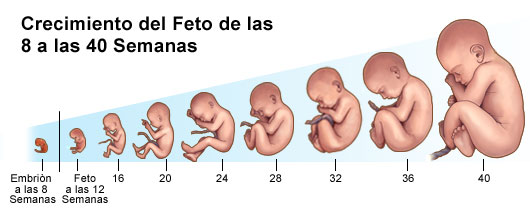 Crecimiento del Feto de las
8 a las 40 Semanas
Embriòn
a las 8
Semanas
Feto
a las 12
Semanas
16
20
24
28
32
36
40